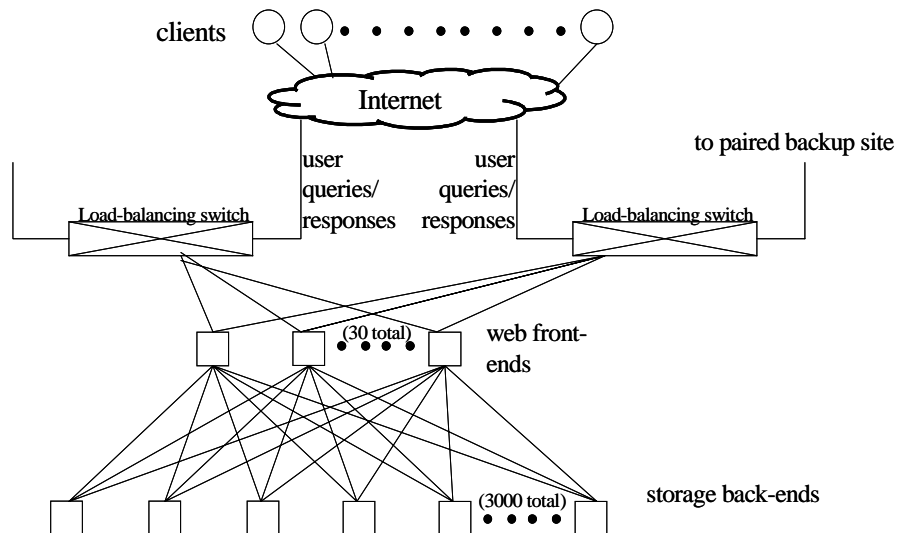 clients
Internet
user
queries/
responses
user
queries/
responses
to paired backup site
Load-balancing switch
Load-balancing switch
(30 total)
web front-
ends
(3000 total)
storage back-ends